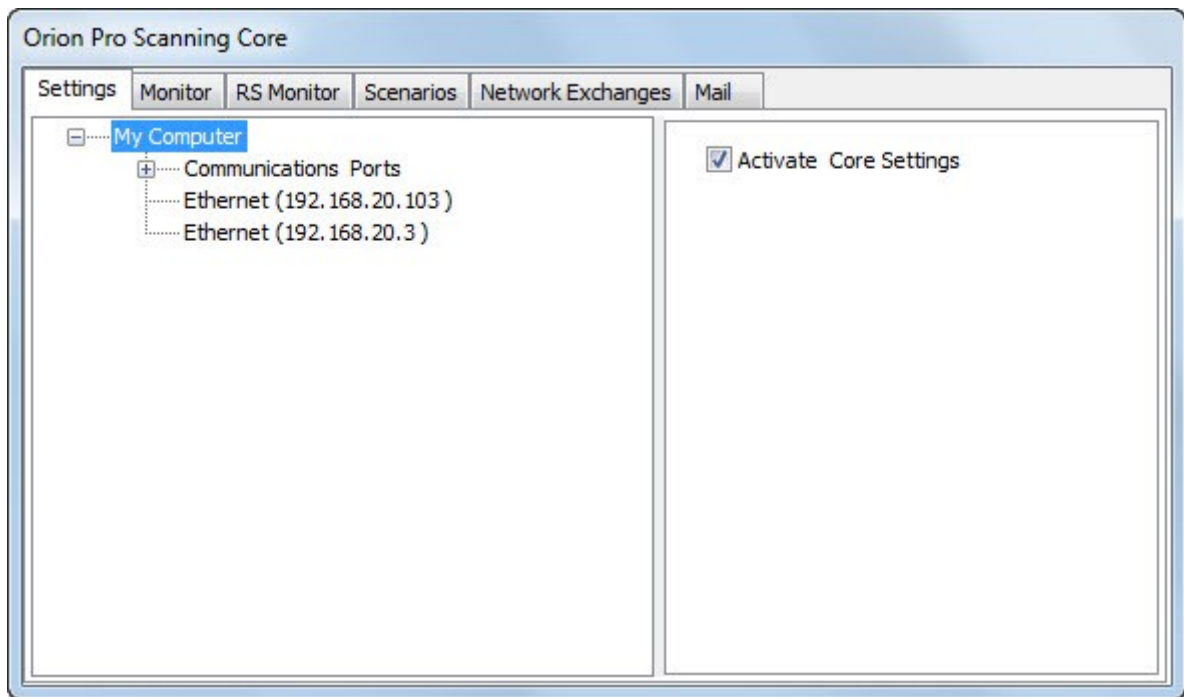 Orion Pro Scanning Core
Settings Monitor RS Monitor Scenarios Network Exchanges Mail
My Computer
Communications Ports
Ethernet (192.168.20.103)
Ethernet (192.168.20.3)
Activate Core Settings